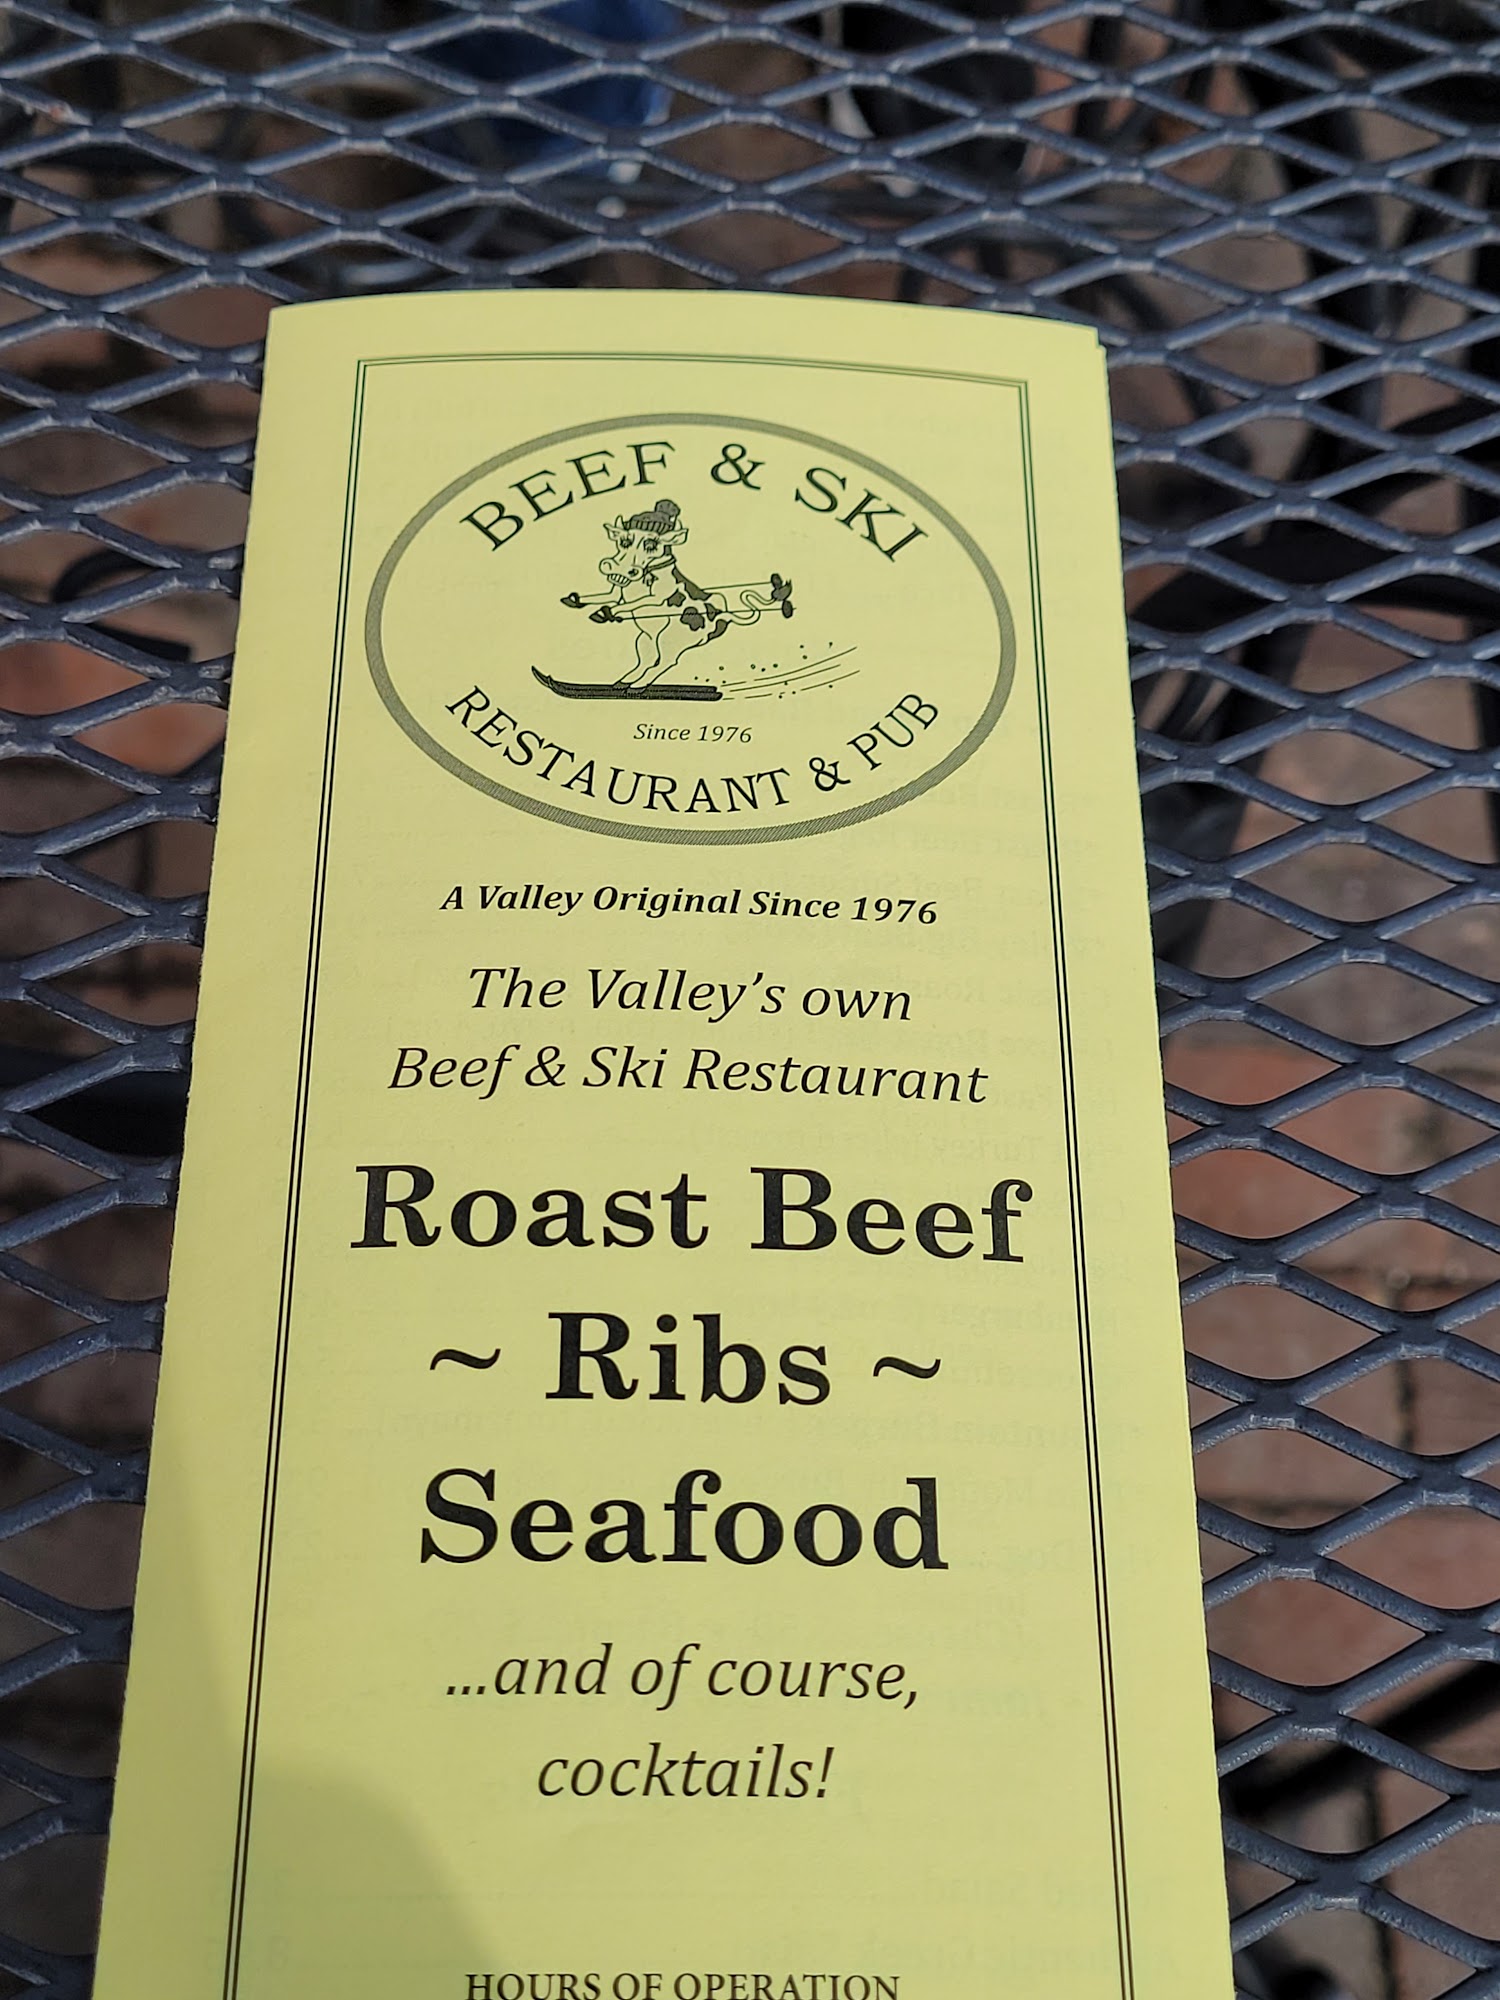 BEEF & SKI
Since 1976
RESTAURANT & PUB
A Valley Original Since 1976
The Valley's own
Beef & Ski Restaurant
Roast Beef
~ Ribs ~
Seafood
...and of course,
cocktails!
HOURS OF OPERATION